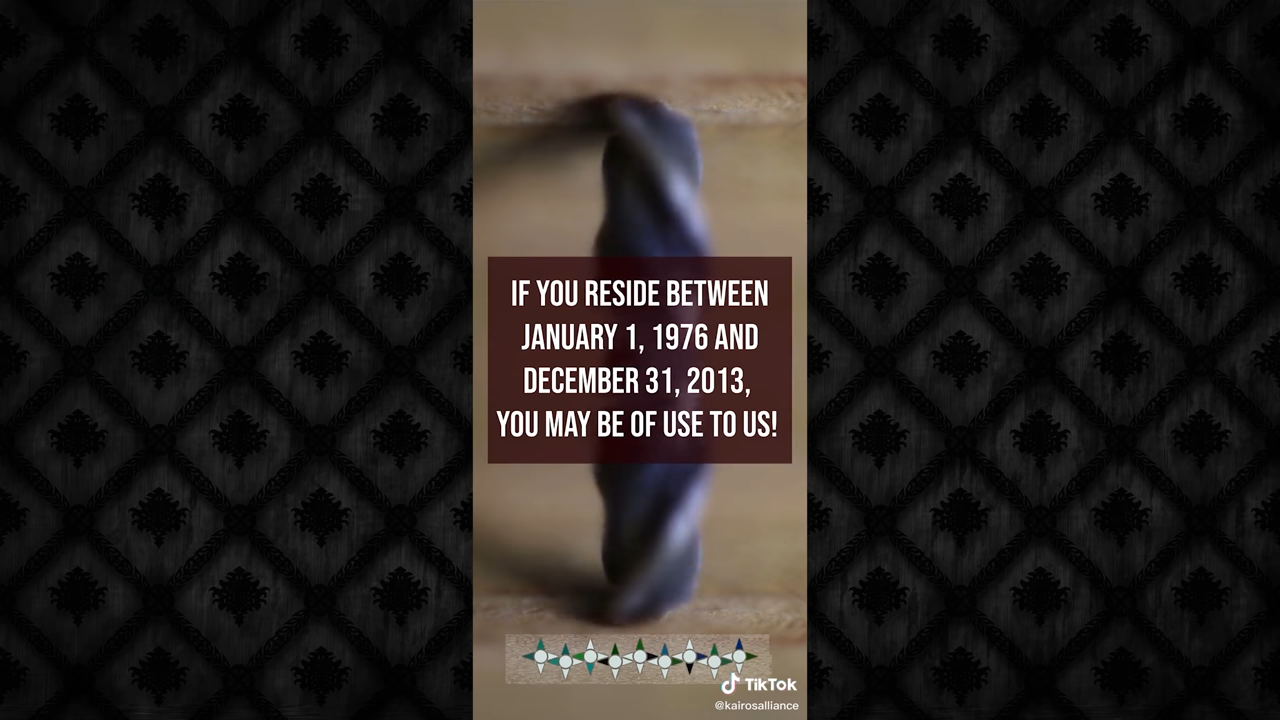 IF YOU RESIDE BETWEEN
JANUARY 1, 1976 AND
DECEMBER 31, 2013,
YOU MAY BE OF USE TO US!
TikTok
@kairosalliance